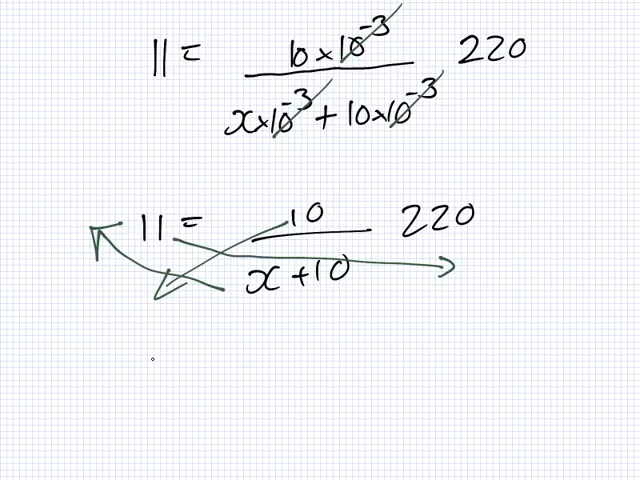 11 = 10 × 10⁻³ 220
x×10⁻³ + 10×10⁻³
11 = 10 220
x + 10